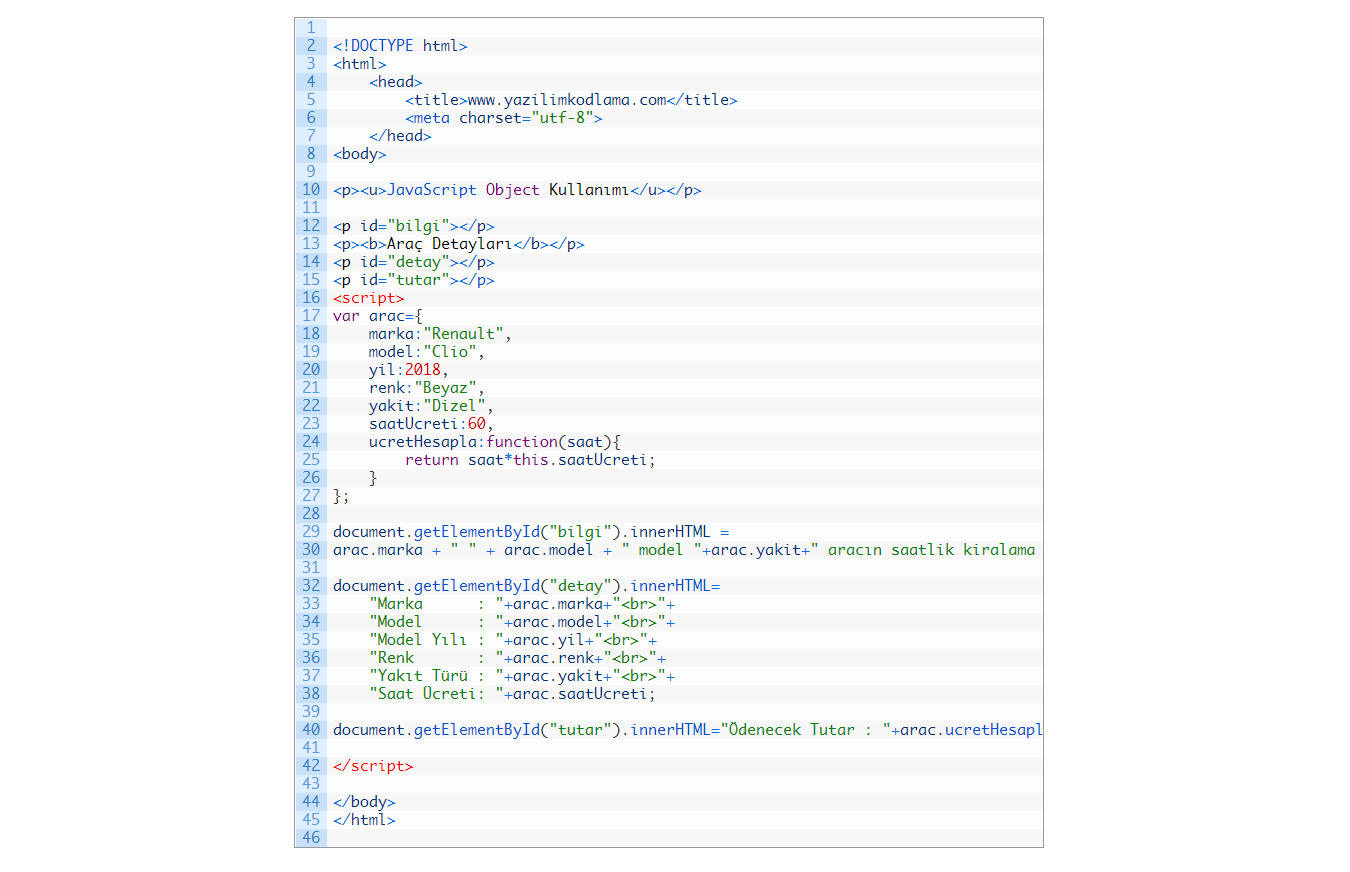 1
2 <!DOCTYPE html>
3 <html>
4     <head>
5         <title>www.yazilimkodlama.com</title>
6         <meta charset="utf-8">
7     </head>
8 <body>
9
10 <p><u>JavaScript Object Kullanımı</u></p>
11
12 <p id="bilgi"></p>
13 <p><b>Araç Detayları</b></p>
14 <p id="detay"></p>
15 <p id="tutar"></p>
16 <script>
17 var arac={
18     marka:"Renault",
19     model:"Clio",
20     yil:2018,
21     renk:"Beyaz",
22     yakit:"Dizel",
23     saatUcreti:60,
24     ucretHesapla:function(saat){
25         return saat*this.saatUcreti;
26     }
27 };
28
29 document.getElementById("bilgi").innerHTML =
30 arac.marka + " " + arac.model + " model "+arac.yakit+" aracın saatlik kiralama
31
32 document.getElementById("detay").innerHTML=
33     "Marka      : "+arac.marka+"<br>"+
34     "Model      : "+arac.model+"<br>"+
35     "Model Yılı : "+arac.yil+"<br>"+
36     "Renk       : "+arac.renk+"<br>"+
37     "Yakıt Türü : "+arac.yakit+"<br>"+
38     "Saat Ücreti: "+arac.saatUcreti;
39
40 document.getElementById("tutar").innerHTML="Ödenecek Tutar : "+arac.ucretHesapl
41
42 </script>
43
44 </body>
45 </html>
46